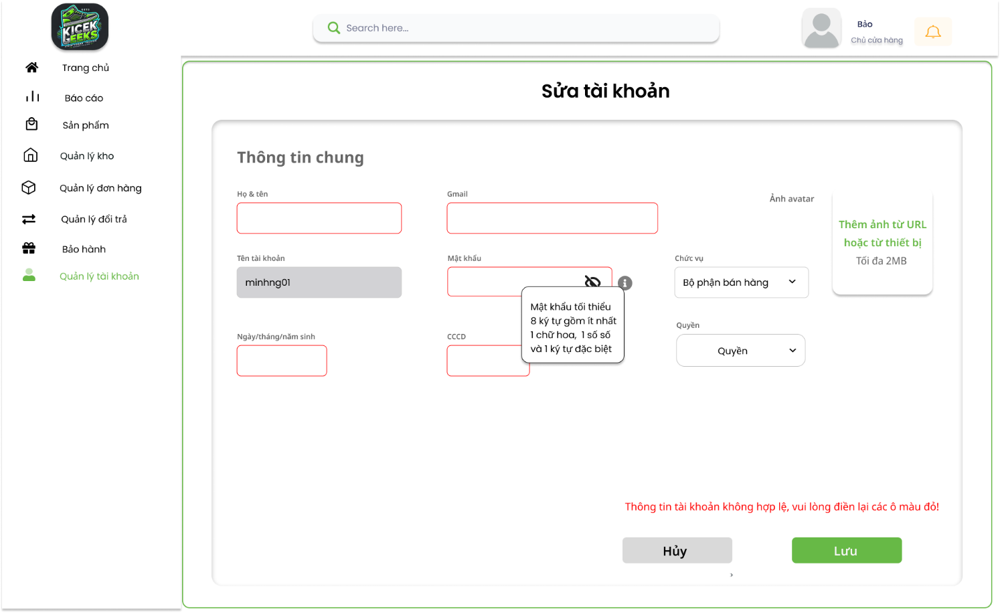 KICEK
GEEKS
Search here...
Bảo
Chủ cửa hàng
Trang chủ
Báo cáo
Sản phẩm
Quản lý kho
Quản lý đơn hàng
Quản lý đổi trả
Bảo hành
Quản lý tài khoản
Sửa tài khoản
Thông tin chung
Họ & tên
Gmail
Ảnh avatar
Thêm ảnh từ URL
hoặc từ thiết bị
Tối đa 2MB
Tên tài khoản
minhng01
Mật khẩu
Chức vụ
Bộ phận bán hàng
Mật khẩu tối thiểu
8 ký tự gồm ít nhất
1 chữ hoa, 1 số số
và 1 ký tự đặc biệt
Ngày/tháng/năm sinh
CCCD
Quyền
Quyền
Thông tin tài khoản không hợp lệ, vui lòng điền lại các ô màu đỏ!
Hủy
Lưu